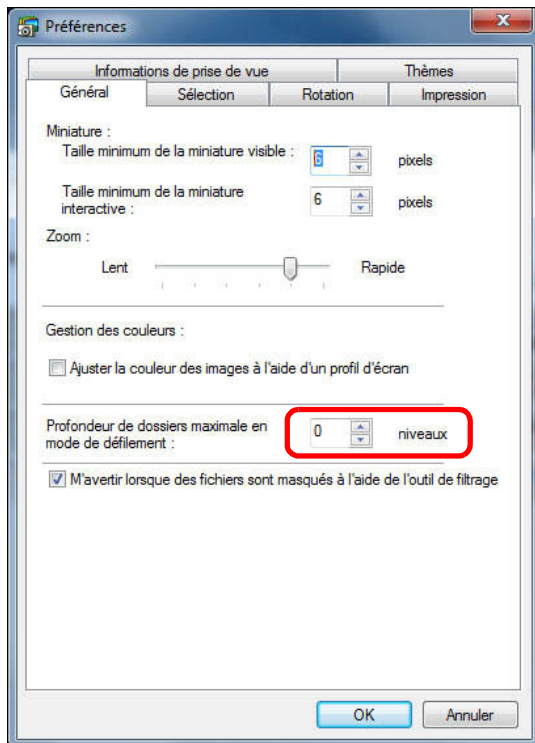 Préférences
Informations de prise de vue
Thèmes
Général
Sélection
Rotation
Impression
Miniature :
Taille minimum de la miniature visible :
6
pixels
Taille minimum de la miniature
interactive :
6
pixels
Zoom :
Lent
Rapide
Gestion des couleurs :
Ajuster la couleur des images à l'aide d'un profil d'écran
Profondeur de dossiers maximale en
mode de défilement :
0
niveaux
M'avertir lorsque des fichiers sont masqués à l'aide de l'outil de filtrage
OK
Annuler